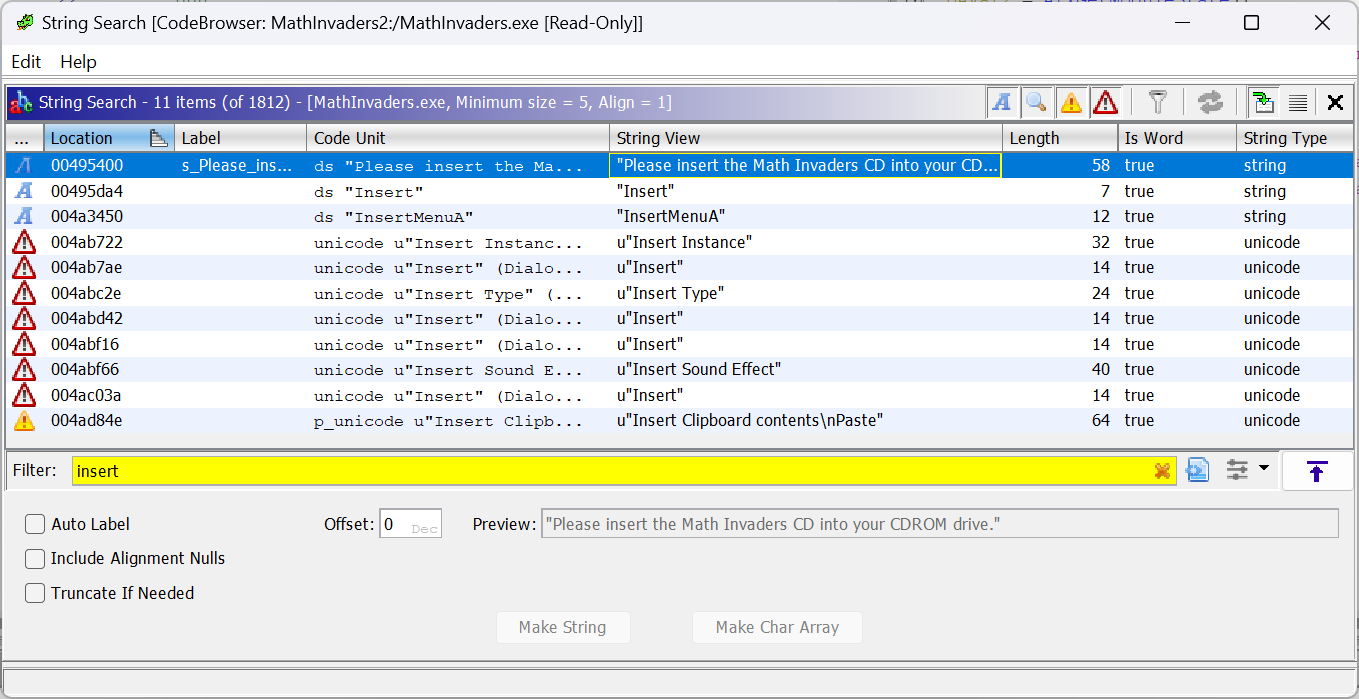 String Search [CodeBrowser: MathInvaders2:/MathInvaders.exe [Read-Only]]
Edit Help
String Search - 11 items (of 1812) - [MathInvaders.exe, Minimum size = 5, Align = 1]
... Location Label Code Unit String View Length Is Word String Type
00495400 s_Please_ins... ds "Please insert the Ma... "Please insert the Math Invaders CD into your CD... 58 true string
00495da4 ds "Insert" "Insert" 7 true string
004a3450 ds "InsertMenuA" "InsertMenuA" 12 true string
004ab722 unicode u"Insert Instanc... u"Insert Instance" 32 true unicode
004ab7ae unicode u"Insert" (Dialo... u"Insert" 14 true unicode
004abc2e unicode u"Insert Type" (... u"Insert Type" 24 true unicode
004abd42 unicode u"Insert" (Dialo... u"Insert" 14 true unicode
004abf16 unicode u"Insert" (Dialo... u"Insert" 14 true unicode
004abf66 unicode u"Insert Sound E... u"Insert Sound Effect" 40 true unicode
004ac03a unicode u"Insert" (Dialo... u"Insert" 14 true unicode
004ad84e p_unicode u"Insert Clipb... u"Insert Clipboard contents\nPaste" 64 true unicode
Filter: insert
Auto Label Offset: 0 Dec Preview: "Please insert the Math Invaders CD into your CDROM drive."
Include Alignment Nulls
Truncate If Needed
Make String Make Char Array